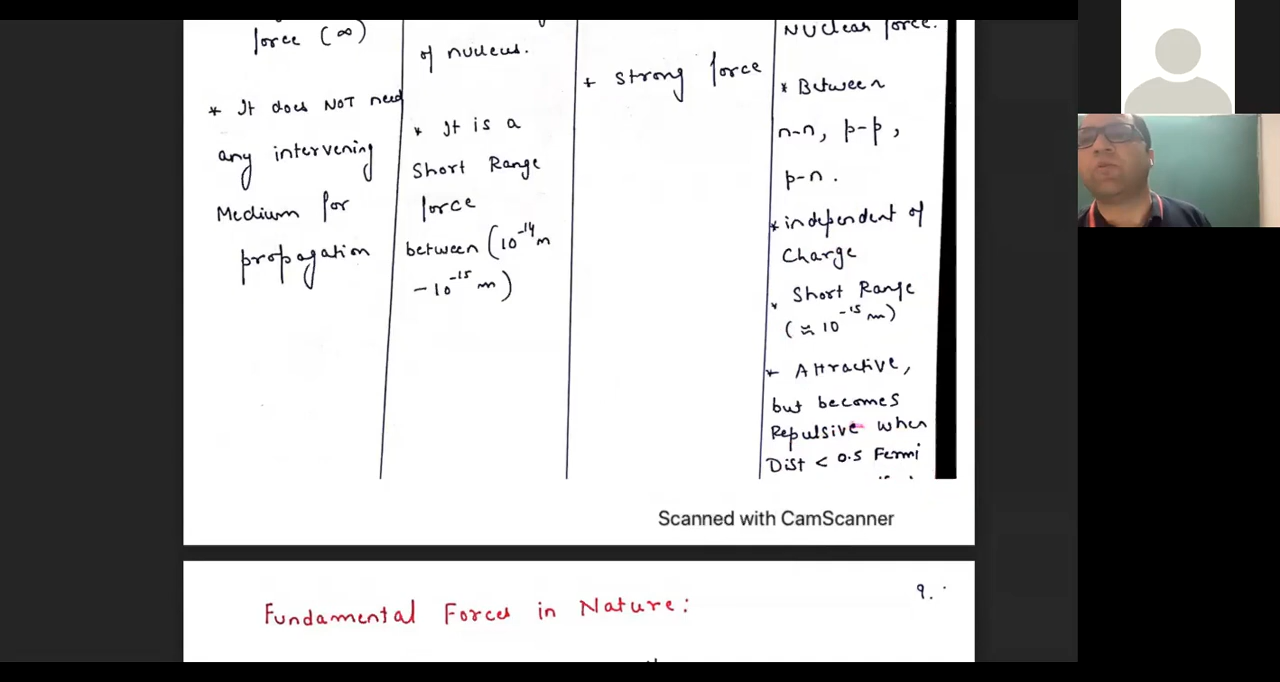 force (∞)
* It does NOT need
any intervening
Medium for
propagation
of nucleus.
* It is a
Short Range
force
between (10⁻¹⁴ m
– 10⁻¹⁵ m)
* Strong force
Nuclear force.
* Between
n-n, p-p,
p-n.
* independent of
Charge
* Short Range
(≈ 10⁻¹⁵ m)
* Attractive,
but becomes
Repulsive when
Dist < 0.5 Fermi
Scanned with CamScanner
9.
Fundamental Forces in Nature: